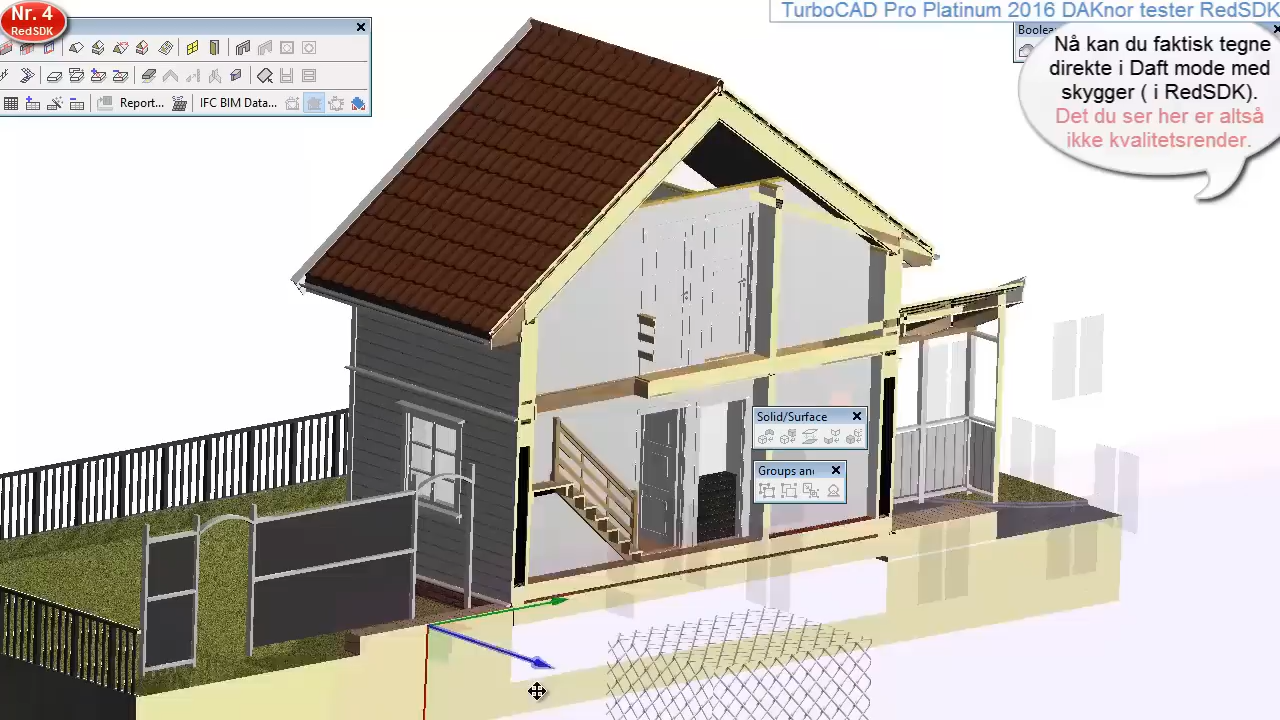 Nr. 4
RedSDK
TurboCAD Pro Platinum 2016 DAKnor tester RedSDK
Boolea
Nå kan du faktisk tegne
direkte i Daft mode med
skygger ( i RedSDK).
Det du ser her er altså
ikke kvalitetsrender.
Report...
IFC BIM Data...
Solid/Surface
Groups an